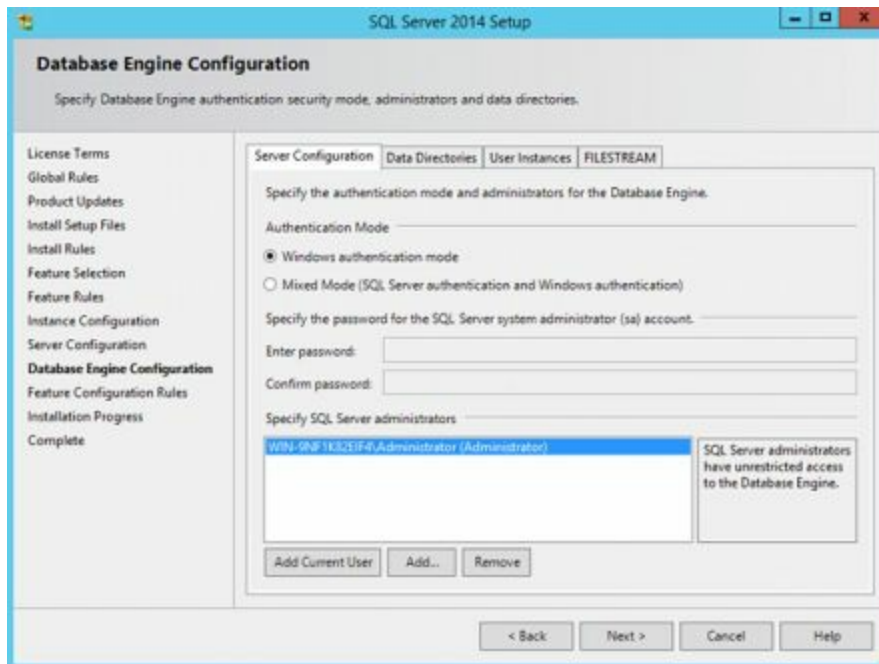 SQL Server 2014 Setup
Database Engine Configuration
Specify Database Engine authentication security mode, administrators and data directories.
License Terms
Global Rules
Product Updates
Install Setup Files
Install Rules
Feature Selection
Feature Rules
Instance Configuration
Server Configuration
Database Engine Configuration
Feature Configuration Rules
Installation Progress
Complete
Server Configuration Data Directories User Instances FILESTREAM
Specify the authentication mode and administrators for the Database Engine.
Authentication Mode
Windows authentication mode
Mixed Mode (SQL Server authentication and Windows authentication)
Specify the password for the SQL Server system administrator (sa) account.
Enter password:
Confirm password:
Specify SQL Server administrators
WIN-9NF1K82EIF4\Administrator (Administrator)
SQL Server administrators
have unrestricted access
to the Database Engine.
Add Current User Add... Remove
< Back Next > Cancel Help